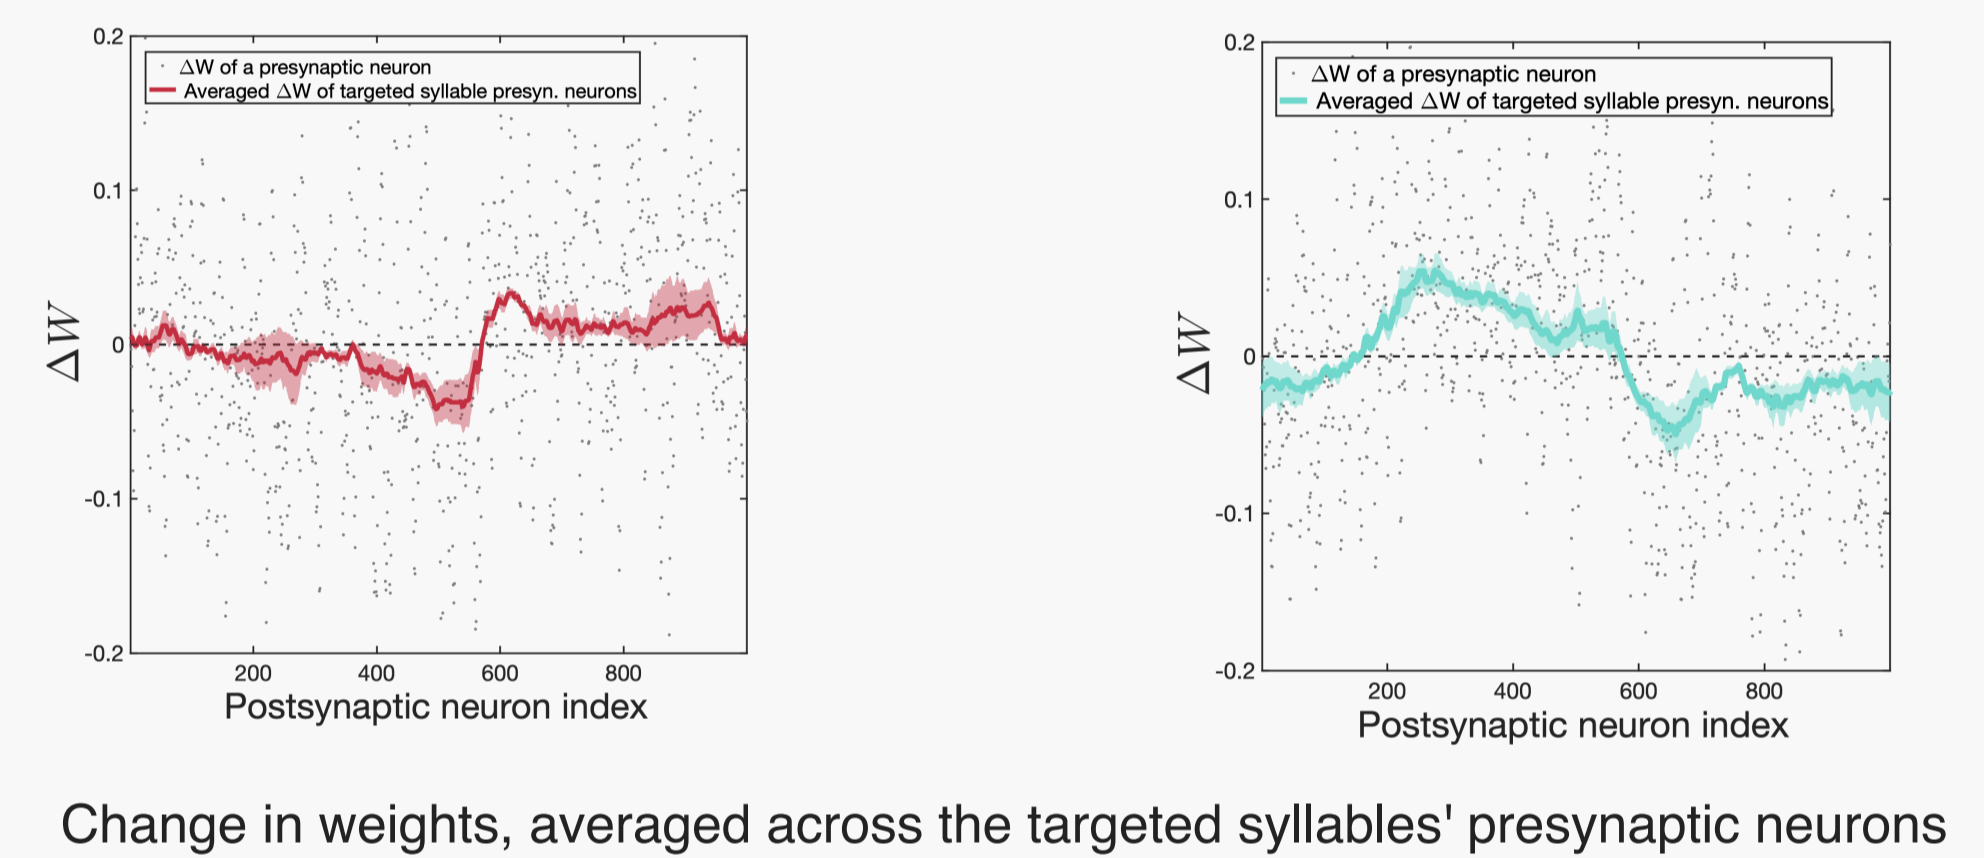 0.2
0.1
0
-0.1
-0.2
ΔW
ΔW of a presynaptic neuron
Averaged ΔW of targeted syllable presyn. neurons
200 400 600 800
Postsynaptic neuron index
0.2
0.1
0
-0.1
-0.2
ΔW
ΔW of a presynaptic neuron
Averaged ΔW of targeted syllable presyn. neurons
200 400 600 800
Postsynaptic neuron index
Change in weights, averaged across the targeted syllables' presynaptic neurons